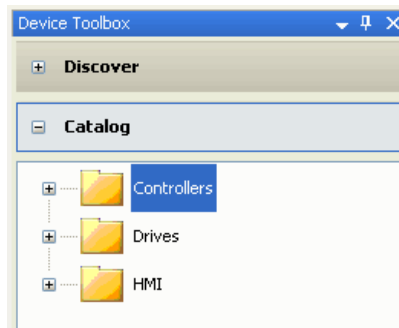 Device Toolbox
Discover
Catalog
Controllers
Drives
HMI